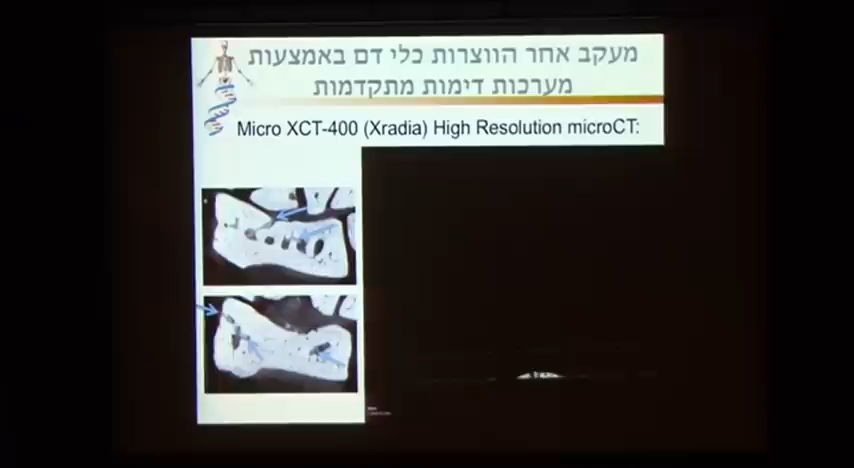 מעקב אחר הווצרות כלי דם באמצעות
מערכות דימות מתקדמות
Micro XCT-400 (Xradia) High Resolution microCT: